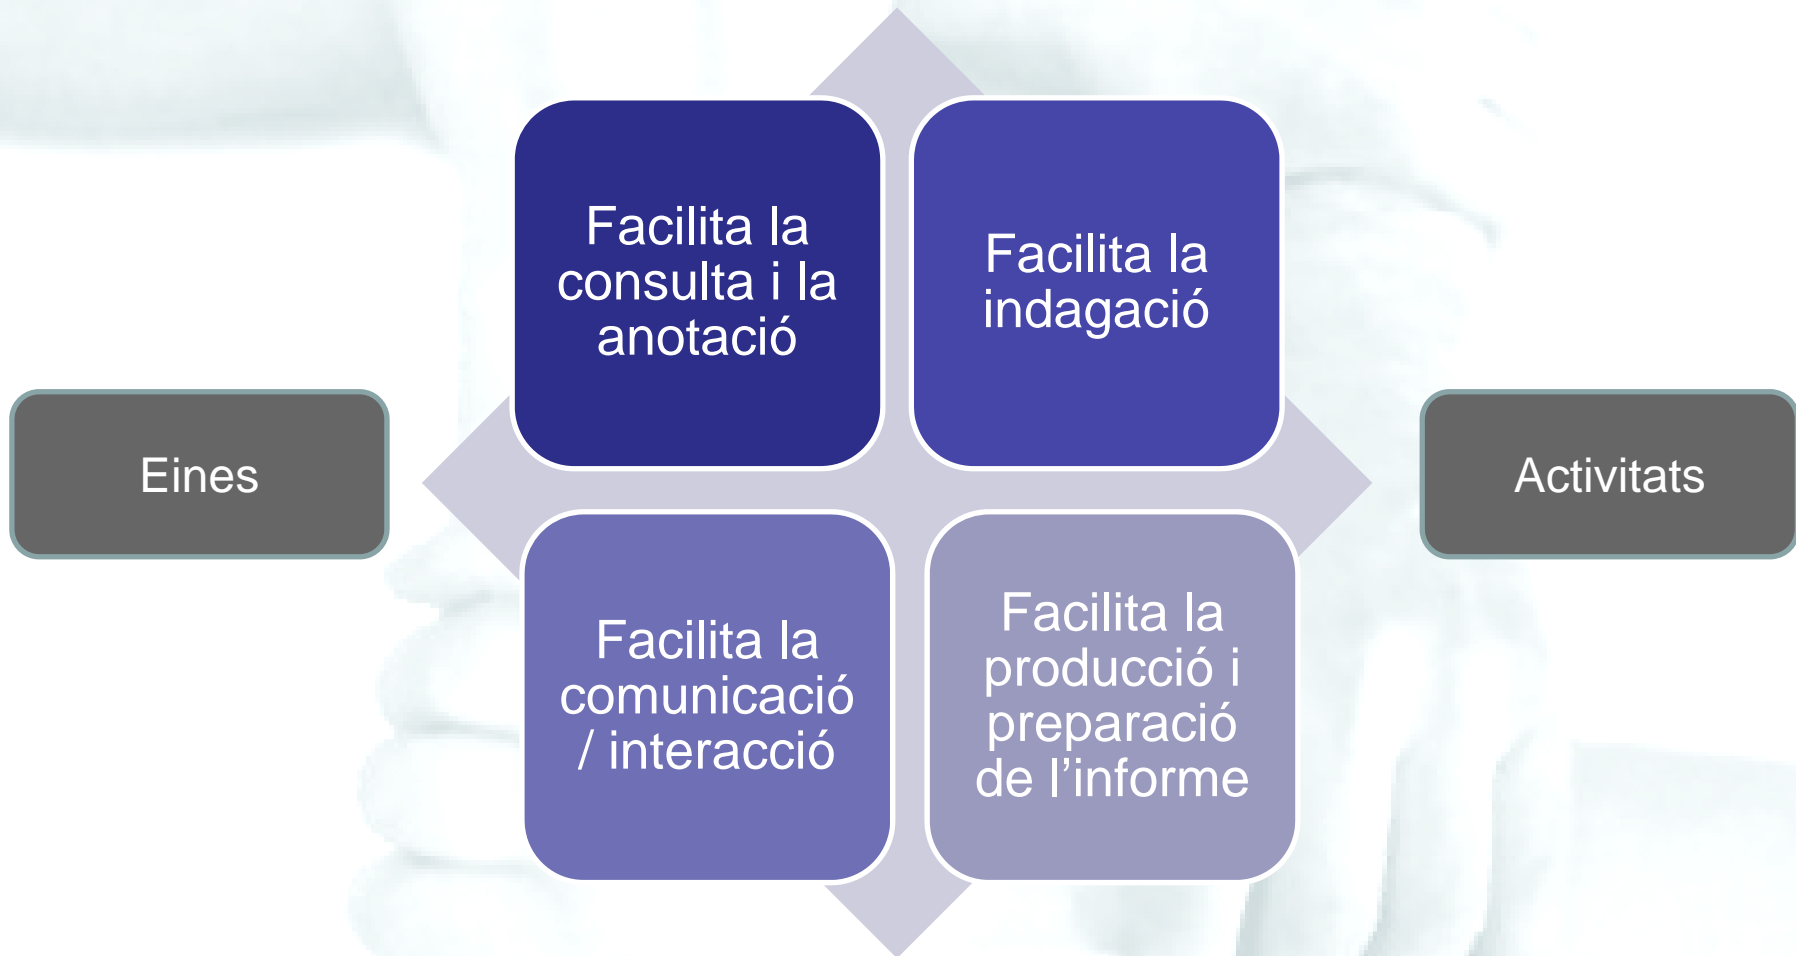 Facilita la
consulta i la
anotació
Facilita la
indagació
Eines
Activitats
Facilita la
comunicació
/ interacció
Facilita la
producció i
preparació
de l’informe